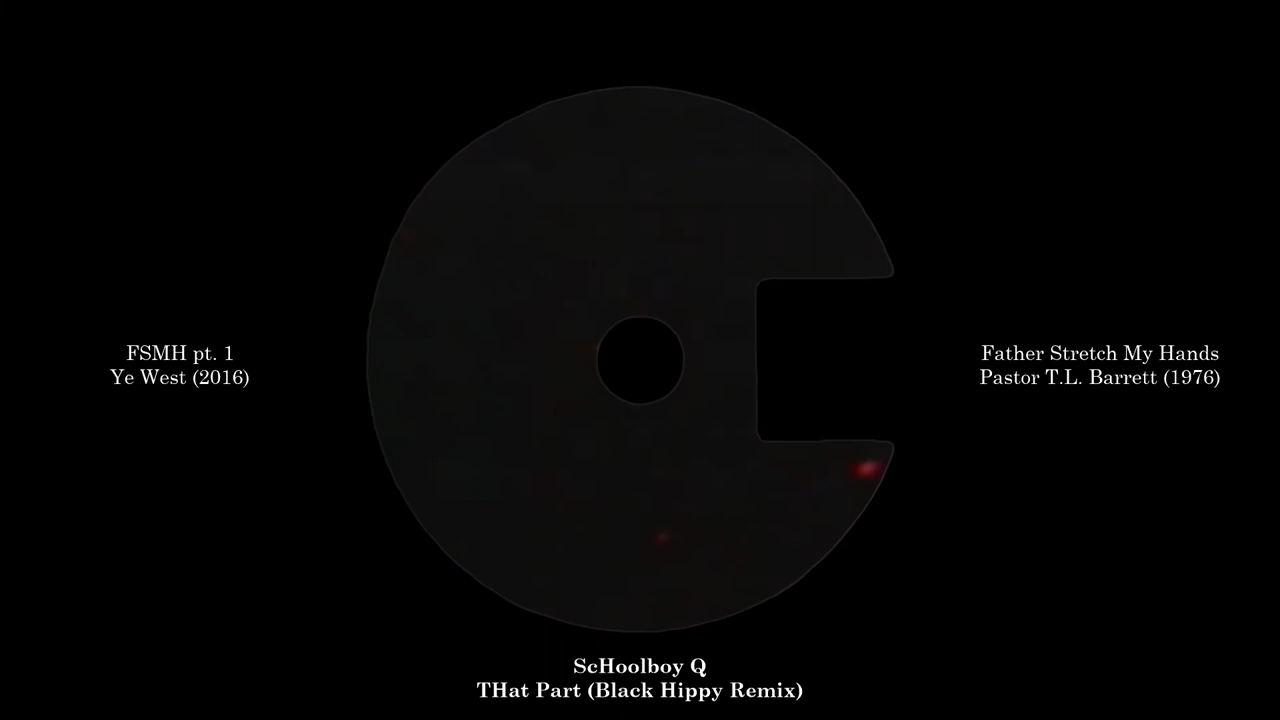 FSMH pt. 1
Ye West (2016)
Father Stretch My Hands
Pastor T.L. Barrett (1976)
ScHoolboy Q
THat Part (Black Hippy Remix)